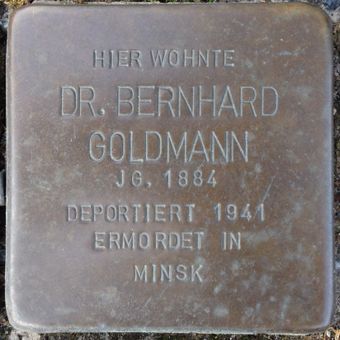 HIER WOHNTE
DR. BERNHARD
GOLDMANN
JG. 1884
DEPORTIERT 1941
ERMORDET IN
MINSK